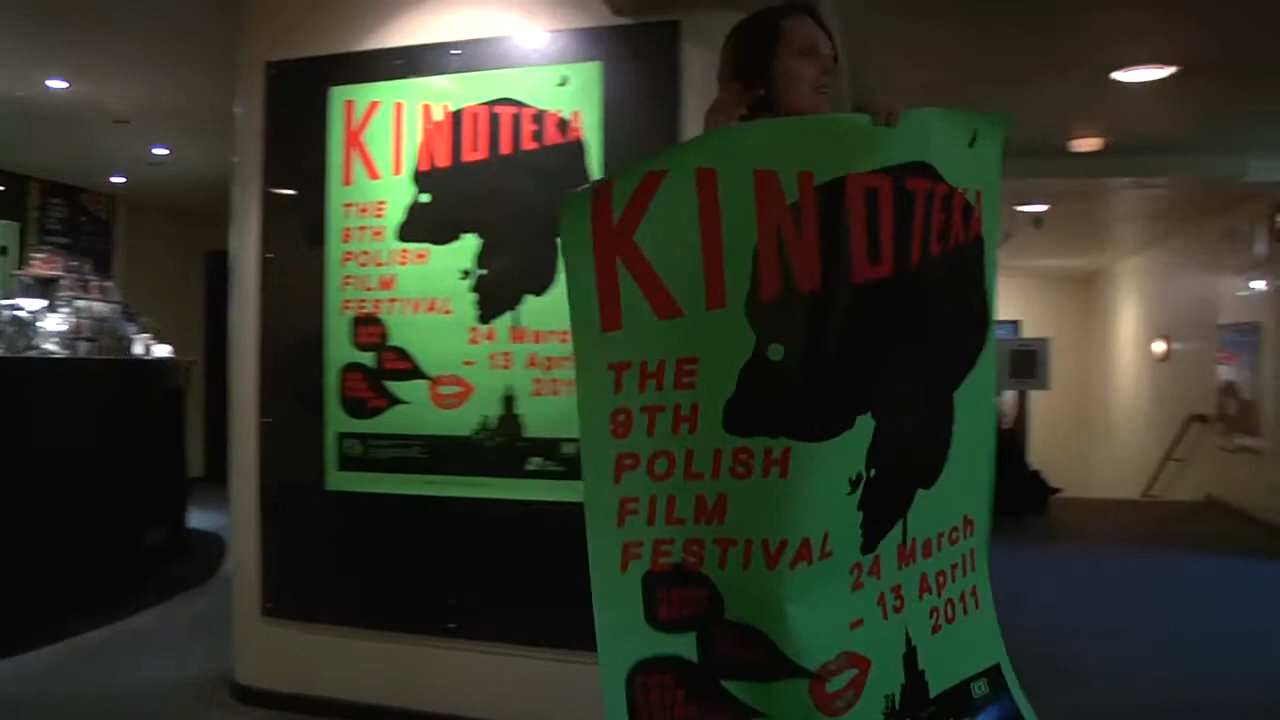 KINOTEKA
THE
9TH
POLISH
FILM
FESTIVAL
24 March
- 13 April
2011
KINOTEKA
THE
9TH
POLISH
FILM
FESTIVAL
24 March
- 13 April
2011